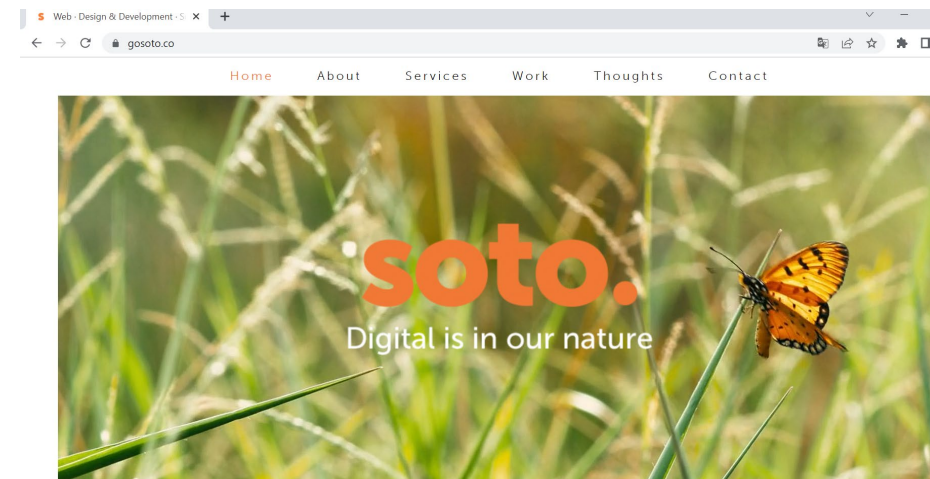 Web · Design & Development · S
gosoto.co
Home About Services Work Thoughts Contact
soto.
Digital is in our nature